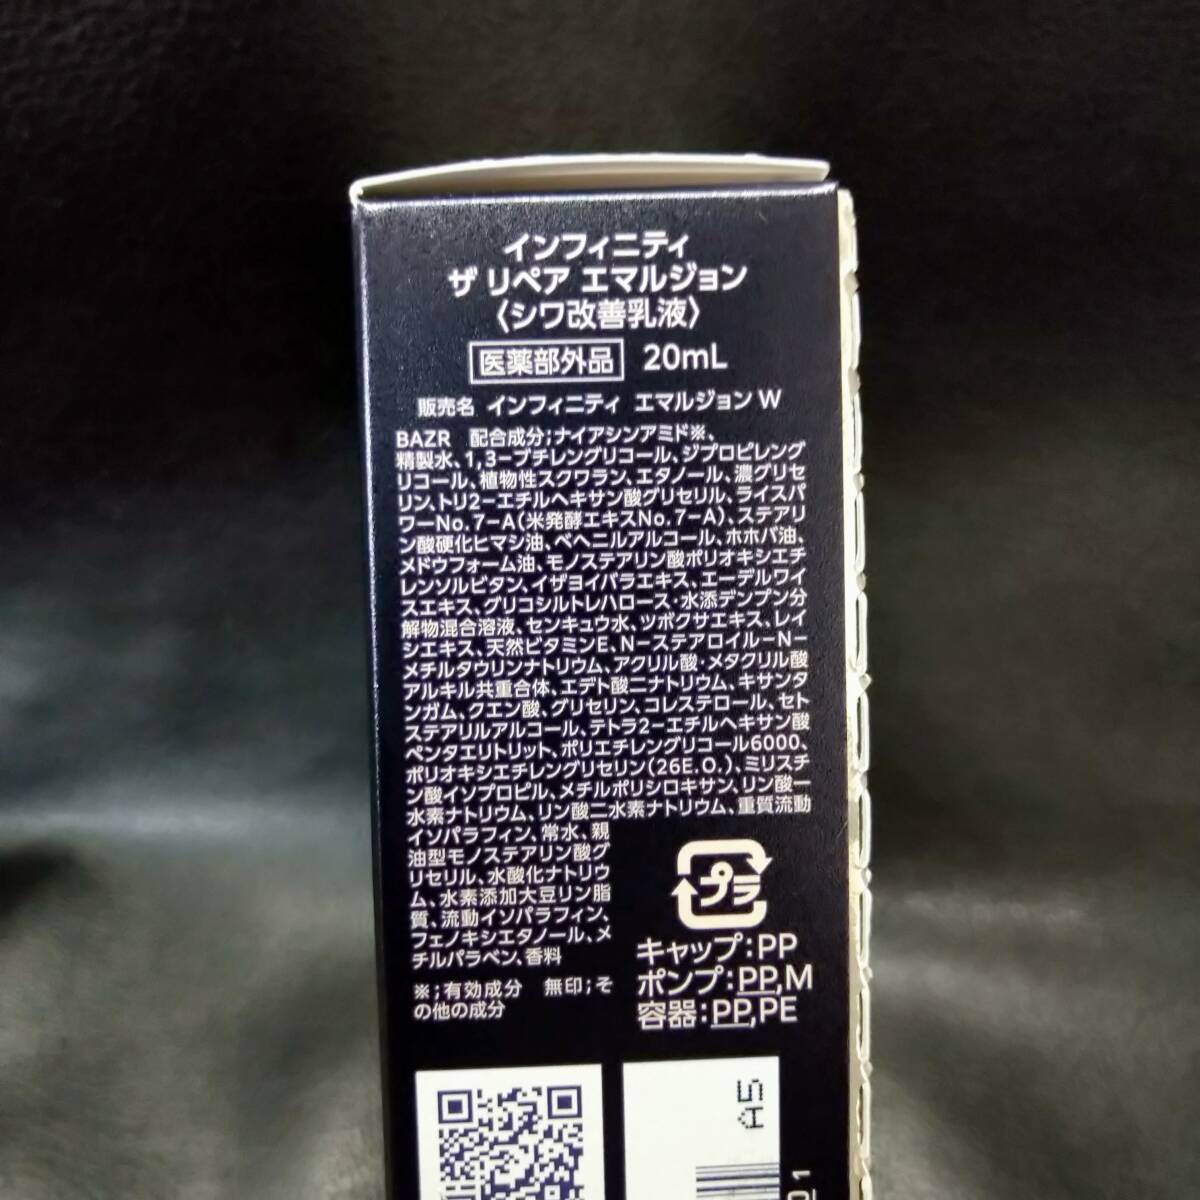 インフィニティ
ザ リペア エマルジョン
〈シワ改善乳液〉
医薬部外品 20mL
販売名 インフィニティ エマルジョン W
BAZR 配合成分;ナイアシンアミド※、
精製水、1,3-ブチレングリコール、ジプロピレング
リコール、植物性スクワラン、エタノール、濃グリセ
リン、トリ2-エチルヘキサン酸グリセリル、ライスパ
ワーNo.7-A(米発酵エキスNo.7-A)、ステアリ
ン酸硬化ヒマシ油、ベヘニルアルコール、ホホバ油、
メドウフォーム油、モノステアリン酸ポリオキシエチ
レンソルビタン、イザヨイバラエキス、エーデルワイ
スエキス、グリコシルトレハロース・水添デンプン分
解物混合溶液、センキュウ水、ツボクサエキス、レイ
シエキス、天然ビタミンE、N-ステアロイル-N-
メチルタウリンナトリウム、アクリル酸・メタクリル酸
アルキル共重合体、エデト酸二ナトリウム、キサンタ
ンガム、クエン酸、グリセリン、コレステロール、セト
ステアリルアルコール、テトラ2-エチルヘキサン酸
ペンタエリトリット、ポリエチレングリコール6000、
ポリオキシエチレングリセリン(26E.O.)、ミリスチ
ン酸イソプロピル、メチルポリシロキサン、リン酸一
水素ナトリウム、リン酸二水素ナトリウム、重質流動
イソパラフィン、常水、親
油型モノステアリン酸グ
リセリル、水酸化ナトリウ
ム、水素添加大豆リン脂
質、流動イソパラフィン、
フェノキシエタノール、メ
チルパラベン、香料
※;有効成分 無印;そ
の他の成分
プラ
キャップ:PP
ポンプ:PP,M
容器:PP,PE
A5
01